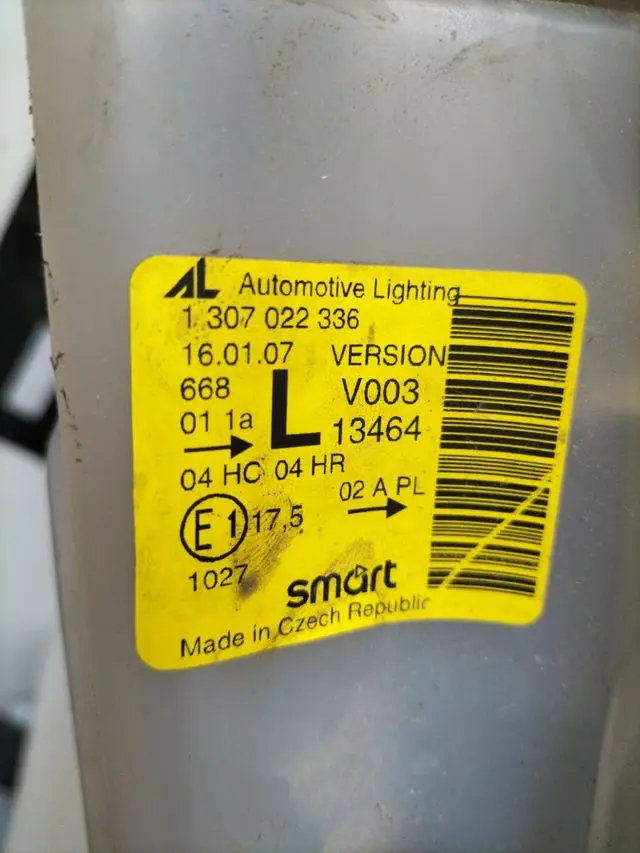 AL Automotive Lighting
1 307 022 336
16.01.07 VERSION
668 L V003
01 1a 13464
04 HC 04 HR
02 A PL
E1 17,5
1027
smart
Made in Czech Republic